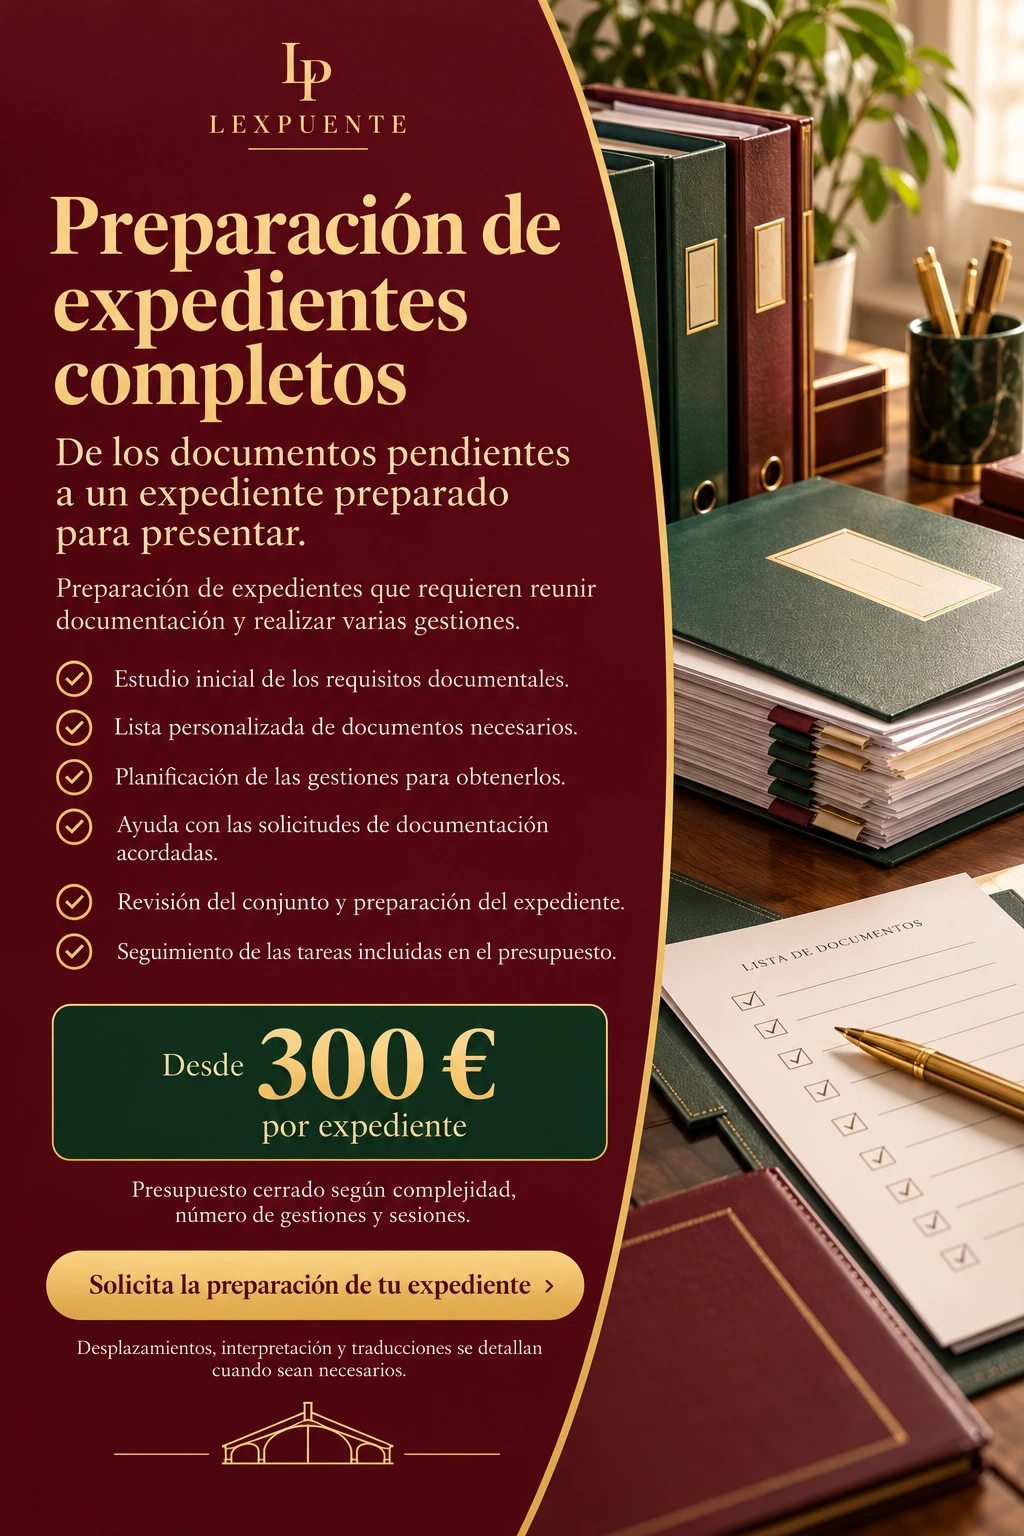 LP
LEXPUENTE
Preparación de
expedientes
completos
De los documentos pendientes
a un expediente preparado
para presentar.
Preparación de expedientes que requieren reunir
documentación y realizar varias gestiones.
Estudio inicial de los requisitos documentales.
Lista personalizada de documentos necesarios.
Planificación de las gestiones para obtenerlos.
Ayuda con las solicitudes de documentación
acordadas.
Revisión del conjunto y preparación del expediente.
Seguimiento de las tareas incluidas en el presupuesto.
LISTA DE DOCUMENTOS
Desde 300 €
por expediente
Presupuesto cerrado según complejidad,
número de gestiones y sesiones.
Solicita la preparación de tu expediente ›
Desplazamientos, interpretación y traducciones se detallan
cuando sean necesarios.